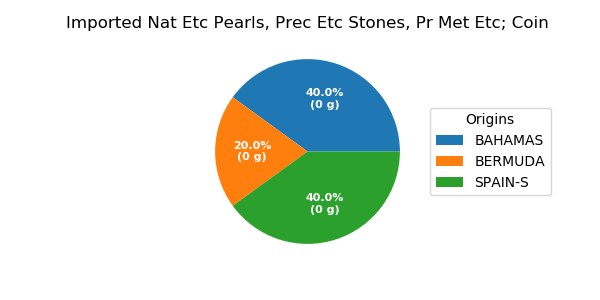 Imported Nat Etc Pearls, Prec Etc Stones, Pr Met Etc; Coin
40.0%
(0 g)
20.0%
(0 g)
40.0%
(0 g)
Origins
BAHAMAS
BERMUDA
SPAIN-S